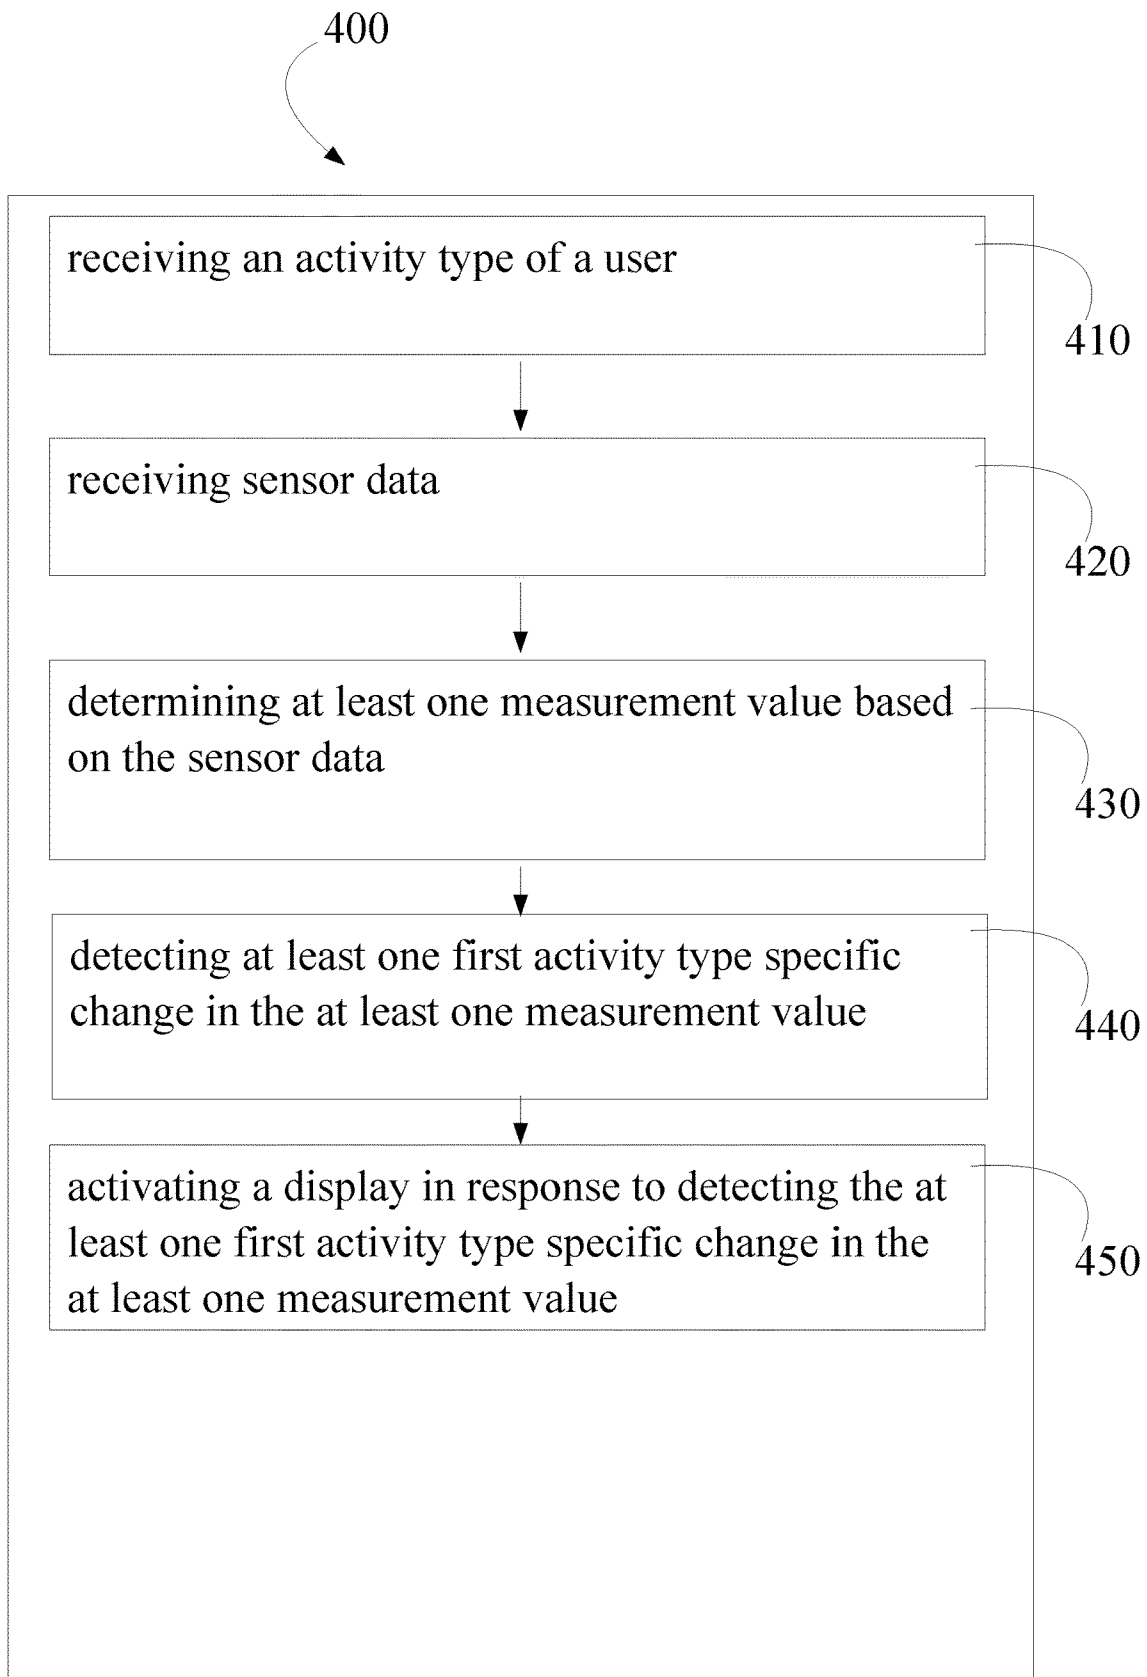 400
receiving an activity type of a user
410
receiving sensor data
420
determining at least one measurement value based
on the sensor data
430
detecting at least one first activity type specific
change in the at least one measurement value
440
activating a display in response to detecting the at
least one first activity type specific change in the
at least one measurement value
450